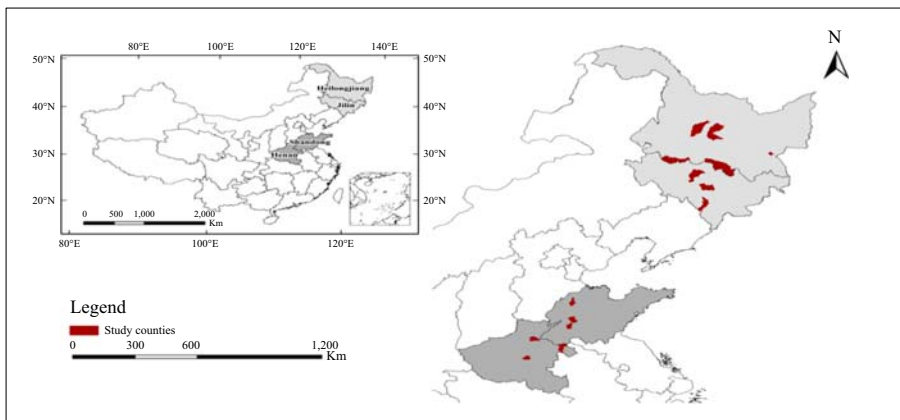 80°E 100°E 120°E 140°E
50°N 50°N
Heilongjiang
40°N Jilin 40°N
Shandong
30°N Henan 30°N
20°N 20°N
0 500 1,000 2,000
Km
80°E 100°E 120°E
N
Legend
Study counties
0 300 600 1,200
Km